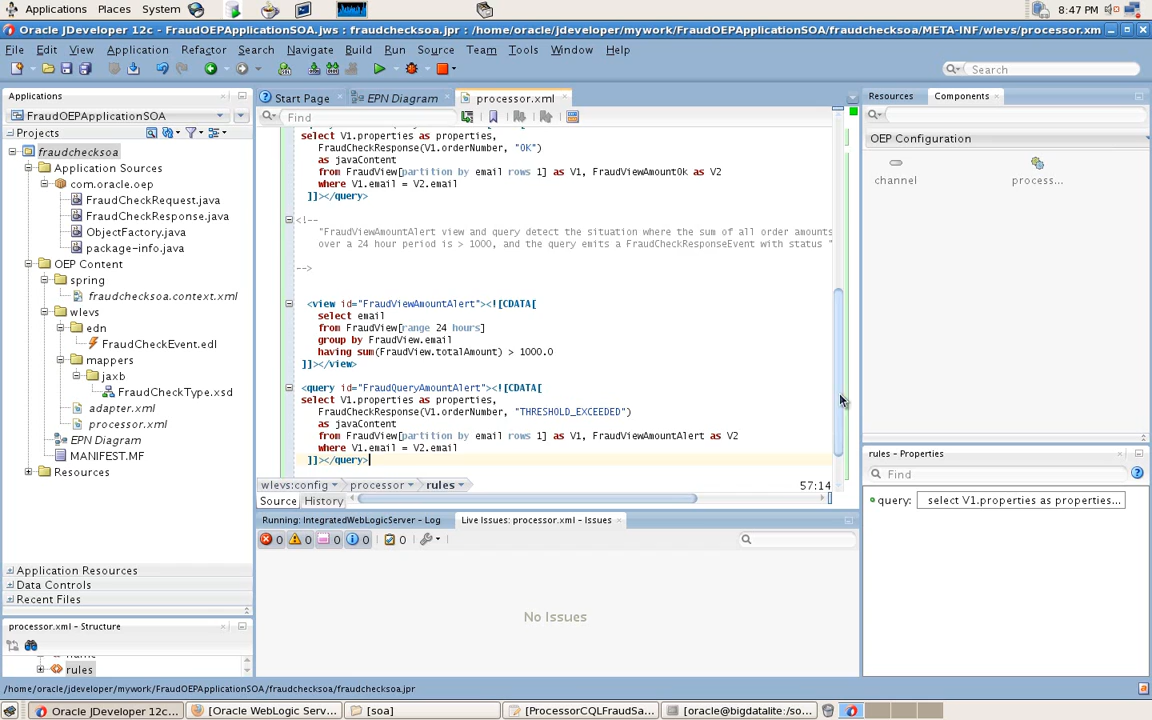 Applications Places System 8:47 PM
Oracle JDeveloper 12c - FraudOEPApplicationSOA.jws : fraudchecksoa.jpr : /home/oracle/jdeveloper/mywork/FraudOEPApplicationSOA/fraudchecksoa/META-INF/wlevs/processor.xm
File Edit View Application Refactor Search Navigate Build Run Source Team Tools Window Help
Search
Applications
FraudOEPApplicationSOA
Projects
fraudchecksoa
Application Sources
com.oracle.oep
FraudCheckRequest.java
FraudCheckResponse.java
ObjectFactory.java
package-info.java
OEP Content
spring
fraudchecksoa.context.xml
wlevs
edn
FraudCheckEvent.edl
mappers
jaxb
FraudCheckType.xsd
adapter.xml
processor.xml
EPN Diagram
MANIFEST.MF
Resources
Application Resources
Data Controls
Recent Files
processor.xml - Structure
rules
Start Page EPN Diagram processor.xml
Find
select V1.properties as properties,
FraudCheckResponse(V1.orderNumber, "OK")
as javaContent
from FraudView[partition by email rows 1] as V1, FraudViewAmountOk as V2
where V1.email = V2.email
]]></query>
<!--
"FraudViewAmountAlert view and query detect the situation where the sum of all order amounts
over a 24 hour period is > 1000, and the query emits a FraudCheckResponseEvent with status "
-->
<view id="FraudViewAmountAlert"><![CDATA[
select email
from FraudView[range 24 hours]
group by FraudView.email
having sum(FraudView.totalAmount) > 1000.0
]]></view>
<query id="FraudQueryAmountAlert"><![CDATA[
select V1.properties as properties,
FraudCheckResponse(V1.orderNumber, "THRESHOLD_EXCEEDED")
as javaContent
from FraudView[partition by email rows 1] as V1, FraudViewAmountAlert as V2
where V1.email = V2.email
]]></query>
wlevs:config processor rules 57:14
Source History
Running: IntegratedWebLogicServer - Log Live Issues: processor.xml - Issues
0 0 0 0 0
No Issues
Resources Components
OEP Configuration
channel process...
rules - Properties
Find
query: select V1.properties as properties...
/home/oracle/jdeveloper/mywork/FraudOEPApplicationSOA/fraudchecksoa/fraudchecksoa.jpr
Oracle JDeveloper 12c... [Oracle WebLogic Serv... [soa] [ProcessorCQLFraudSa... [oracle@bigdatalite:/so...